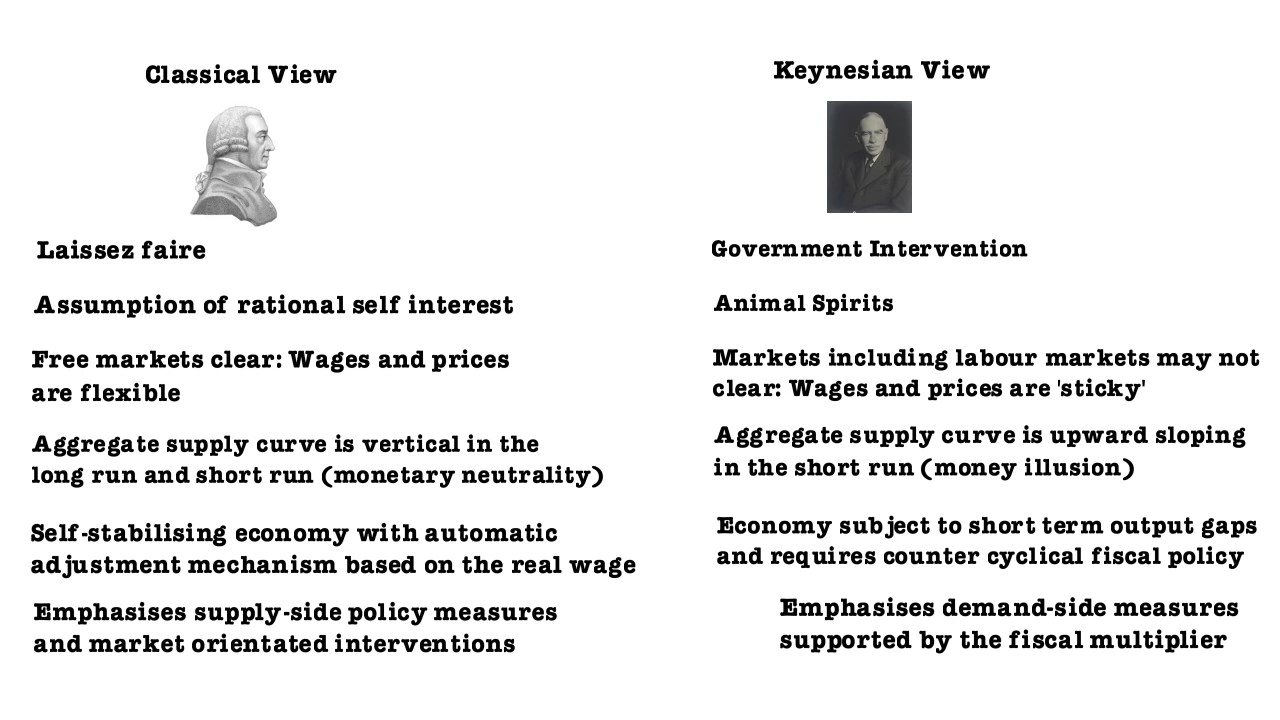 Classical View
Laissez faire
Assumption of rational self interest
Free markets clear: Wages and prices
are flexible
Aggregate supply curve is vertical in the
long run and short run (monetary neutrality)
Self-stabilising economy with automatic
adjustment mechanism based on the real wage
Emphasises supply-side policy measures
and market orientated interventions
Keynesian View
Government Intervention
Animal Spirits
Markets including labour markets may not
clear: Wages and prices are 'sticky'
Aggregate supply curve is upward sloping
in the short run (money illusion)
Economy subject to short term output gaps
and requires counter cyclical fiscal policy
Emphasises demand-side measures
supported by the fiscal multiplier